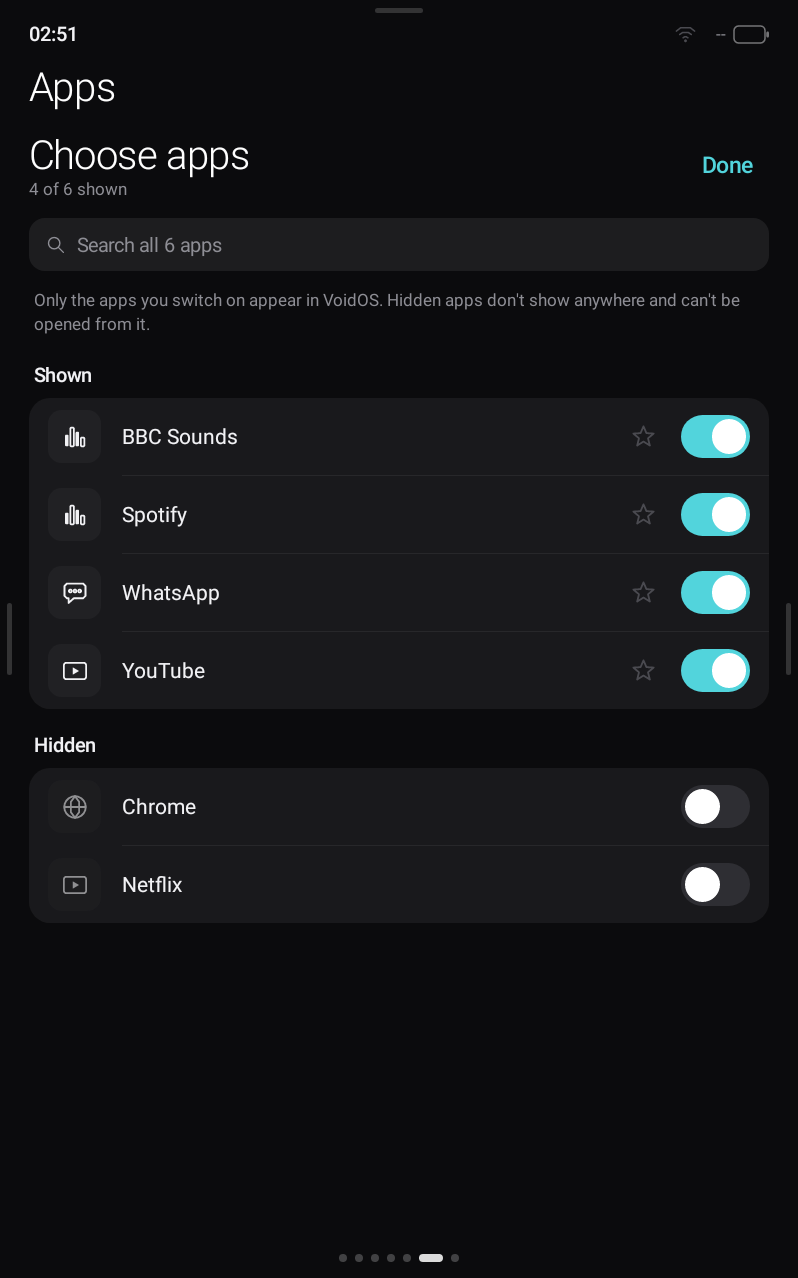 02:51
--
Apps
Choose apps
Done
4 of 6 shown
Search all 6 apps
Only the apps you switch on appear in VoidOS. Hidden apps don't show anywhere and can't be
opened from it.
Shown
BBC Sounds
Spotify
WhatsApp
YouTube
Hidden
Chrome
Netflix